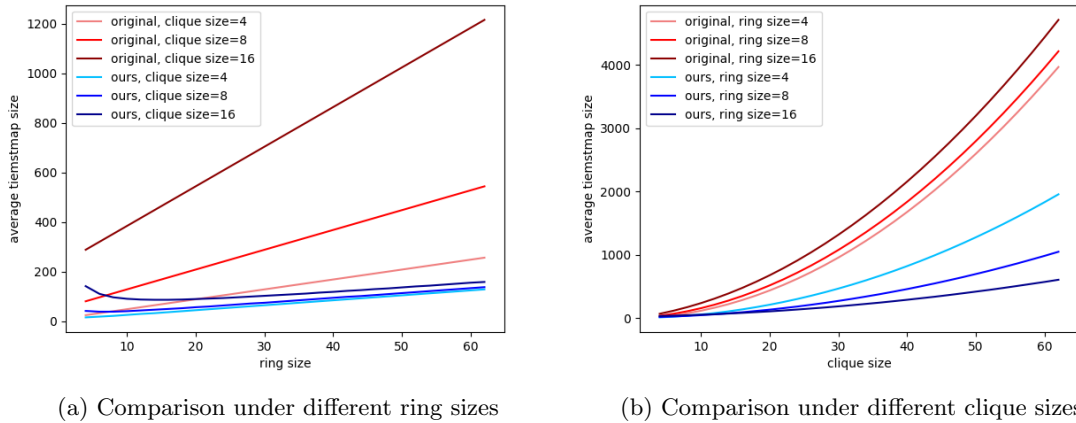 1200
1000
800
600
400
200
0
average tiemstmap size
10
20
30
40
50
60
ring size
original, clique size=4
original, clique size=8
original, clique size=16
ours, clique size=4
ours, clique size=8
ours, clique size=16
(a) Comparison under different ring sizes
4000
3000
2000
1000
0
average tiemstmap size
10
20
30
40
50
60
clique size
original, ring size=4
original, ring size=8
original, ring size=16
ours, ring size=4
ours, ring size=8
ours, ring size=16
(b) Comparison under different clique sizes